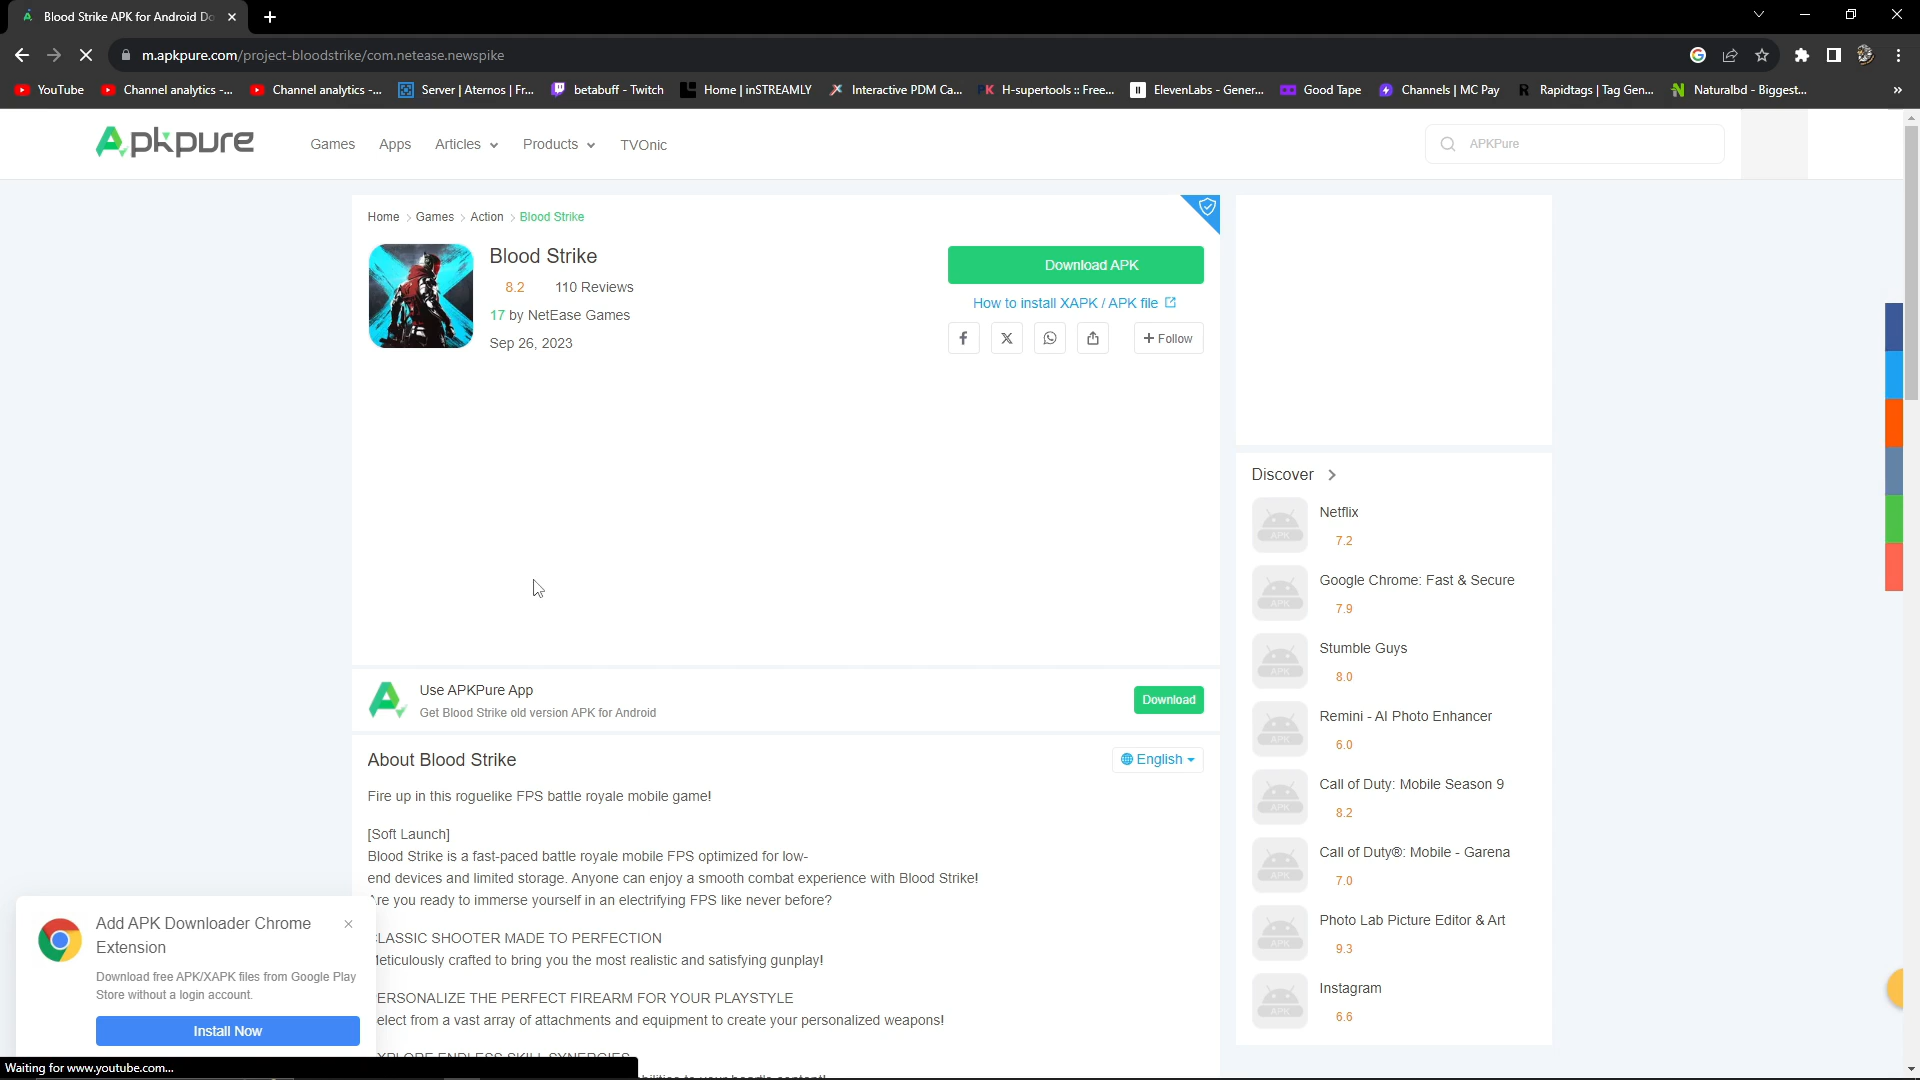 Blood Strike APK for Android Do
m.apkpure.com/project-bloodstrike/com.netease.newspike
YouTube
Channel analytics -...
Channel analytics -...
Server | Aternos | Fr...
betabuff - Twitch
Home | inSTREAMLY
Interactive PDM Ca...
H-supertools :: Free...
ElevenLabs - Gener...
Good Tape
Channels | MC Pay
Rapidtags | Tag Gen...
Naturalbd - Biggest...
Apkpure
Games
Apps
Articles
Products
TVOnic
APKPure
Home > Games > Action > Blood Strike
Blood Strike
8.2 110 Reviews
17 by NetEase Games
Sep 26, 2023
Download APK
How to install XAPK / APK file
+ Follow
Use APKPure App
Get Blood Strike old version APK for Android
Download
About Blood Strike
English
Fire up in this roguelike FPS battle royale mobile game!
[Soft Launch]
Blood Strike is a fast-paced battle royale mobile FPS optimized for low-
end devices and limited storage. Anyone can enjoy a smooth combat experience with Blood Strike!
re you ready to immerse yourself in an electrifying FPS like never before?
LASSIC SHOOTER MADE TO PERFECTION
eticulously crafted to bring you the most realistic and satisfying gunplay!
ERSONALIZE THE PERFECT FIREARM FOR YOUR PLAYSTYLE
elect from a vast array of attachments and equipment to create your personalized weapons!
Discover >
Netflix
7.2
Google Chrome: Fast & Secure
7.9
Stumble Guys
8.0
Remini - AI Photo Enhancer
6.0
Call of Duty: Mobile Season 9
8.2
Call of Duty®: Mobile - Garena
7.0
Photo Lab Picture Editor & Art
9.3
Instagram
6.6
Add APK Downloader Chrome
Extension
Download free APK/XAPK files from Google Play
Store without a login account.
Install Now
Waiting for www.youtube.com...